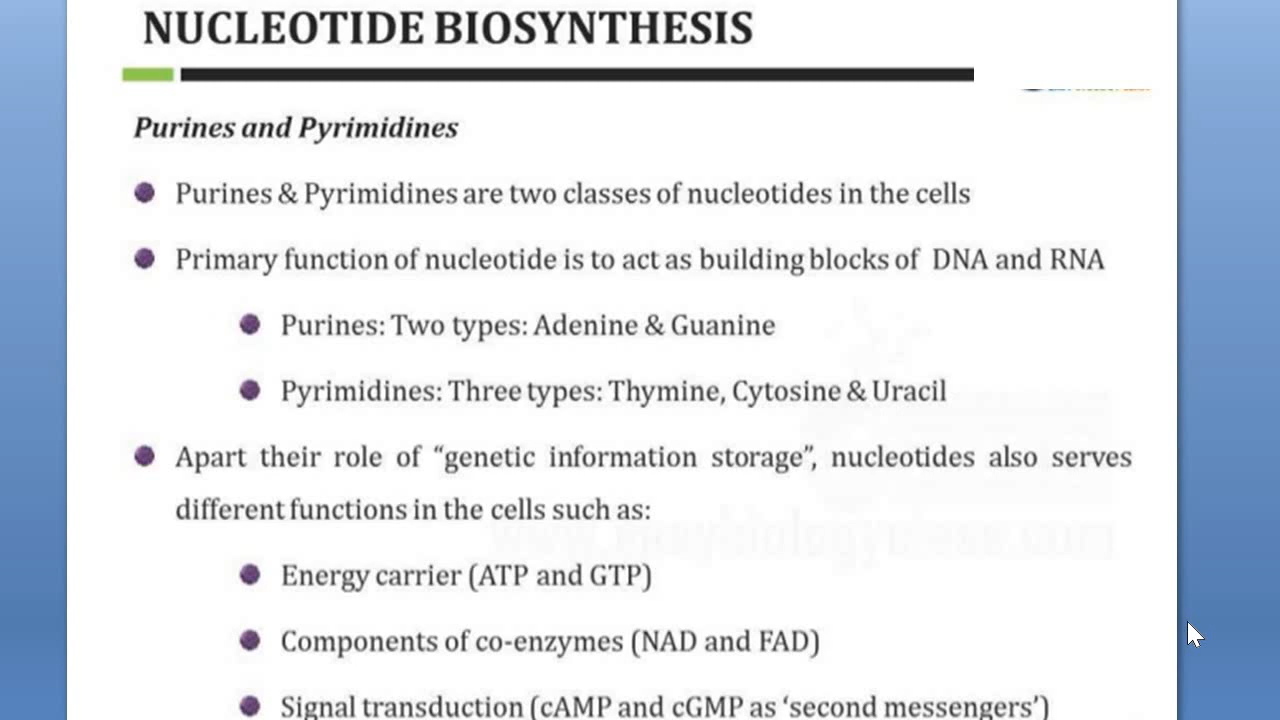 NUCLEOTIDE BIOSYNTHESIS
Purines and Pyrimidines
Purines & Pyrimidines are two classes of nucleotides in the cells
Primary function of nucleotide is to act as building blocks of DNA and RNA
Purines: Two types: Adenine & Guanine
Pyrimidines: Three types: Thymine, Cytosine & Uracil
Apart their role of “genetic information storage”, nucleotides also serves
different functions in the cells such as:
Energy carrier (ATP and GTP)
Components of co-enzymes (NAD and FAD)
Signal transduction (cAMP and cGMP as ‘second messengers’)